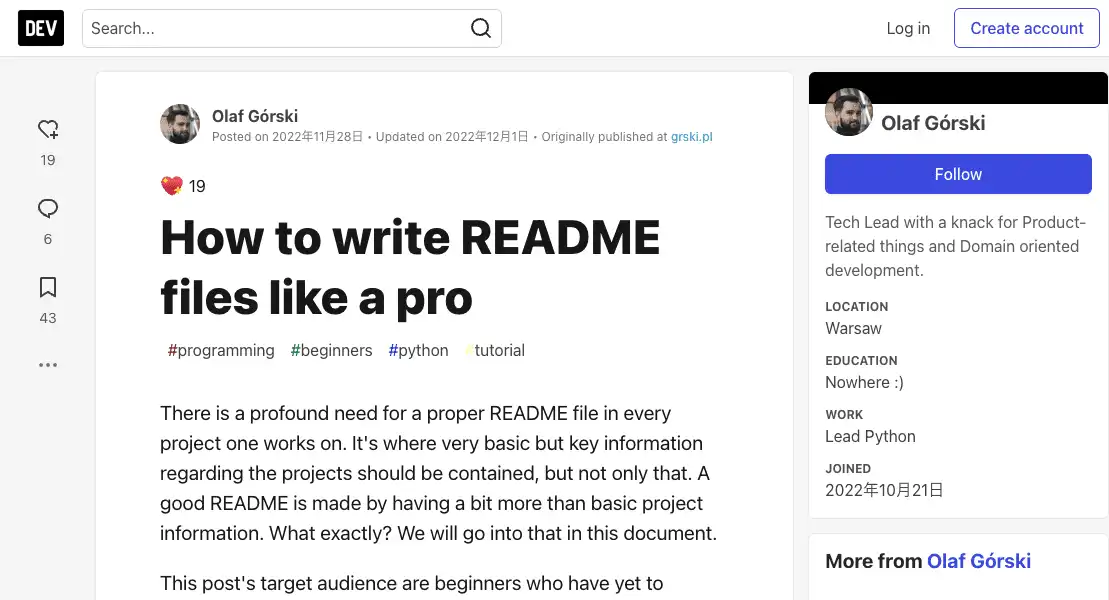 DEV
Search...
Log in
Create account
19
6
43
Olaf Górski
Posted on 2022年11月28日 • Updated on 2022年12月1日 • Originally published at grski.pl
💖 19
How to write README
files like a pro
#programming #beginners #python #tutorial
There is a profound need for a proper README file in every
project one works on. It's where very basic but key information
regarding the projects should be contained, but not only that. A
good README is made by having a bit more than basic project
information. What exactly? We will go into that in this document.
This post's target audience are beginners who have yet to
Olaf Górski
Follow
Tech Lead with a knack for Product-
related things and Domain oriented
development.
LOCATION
Warsaw
EDUCATION
Nowhere :)
WORK
Lead Python
JOINED
2022年10月21日
More from Olaf Górski